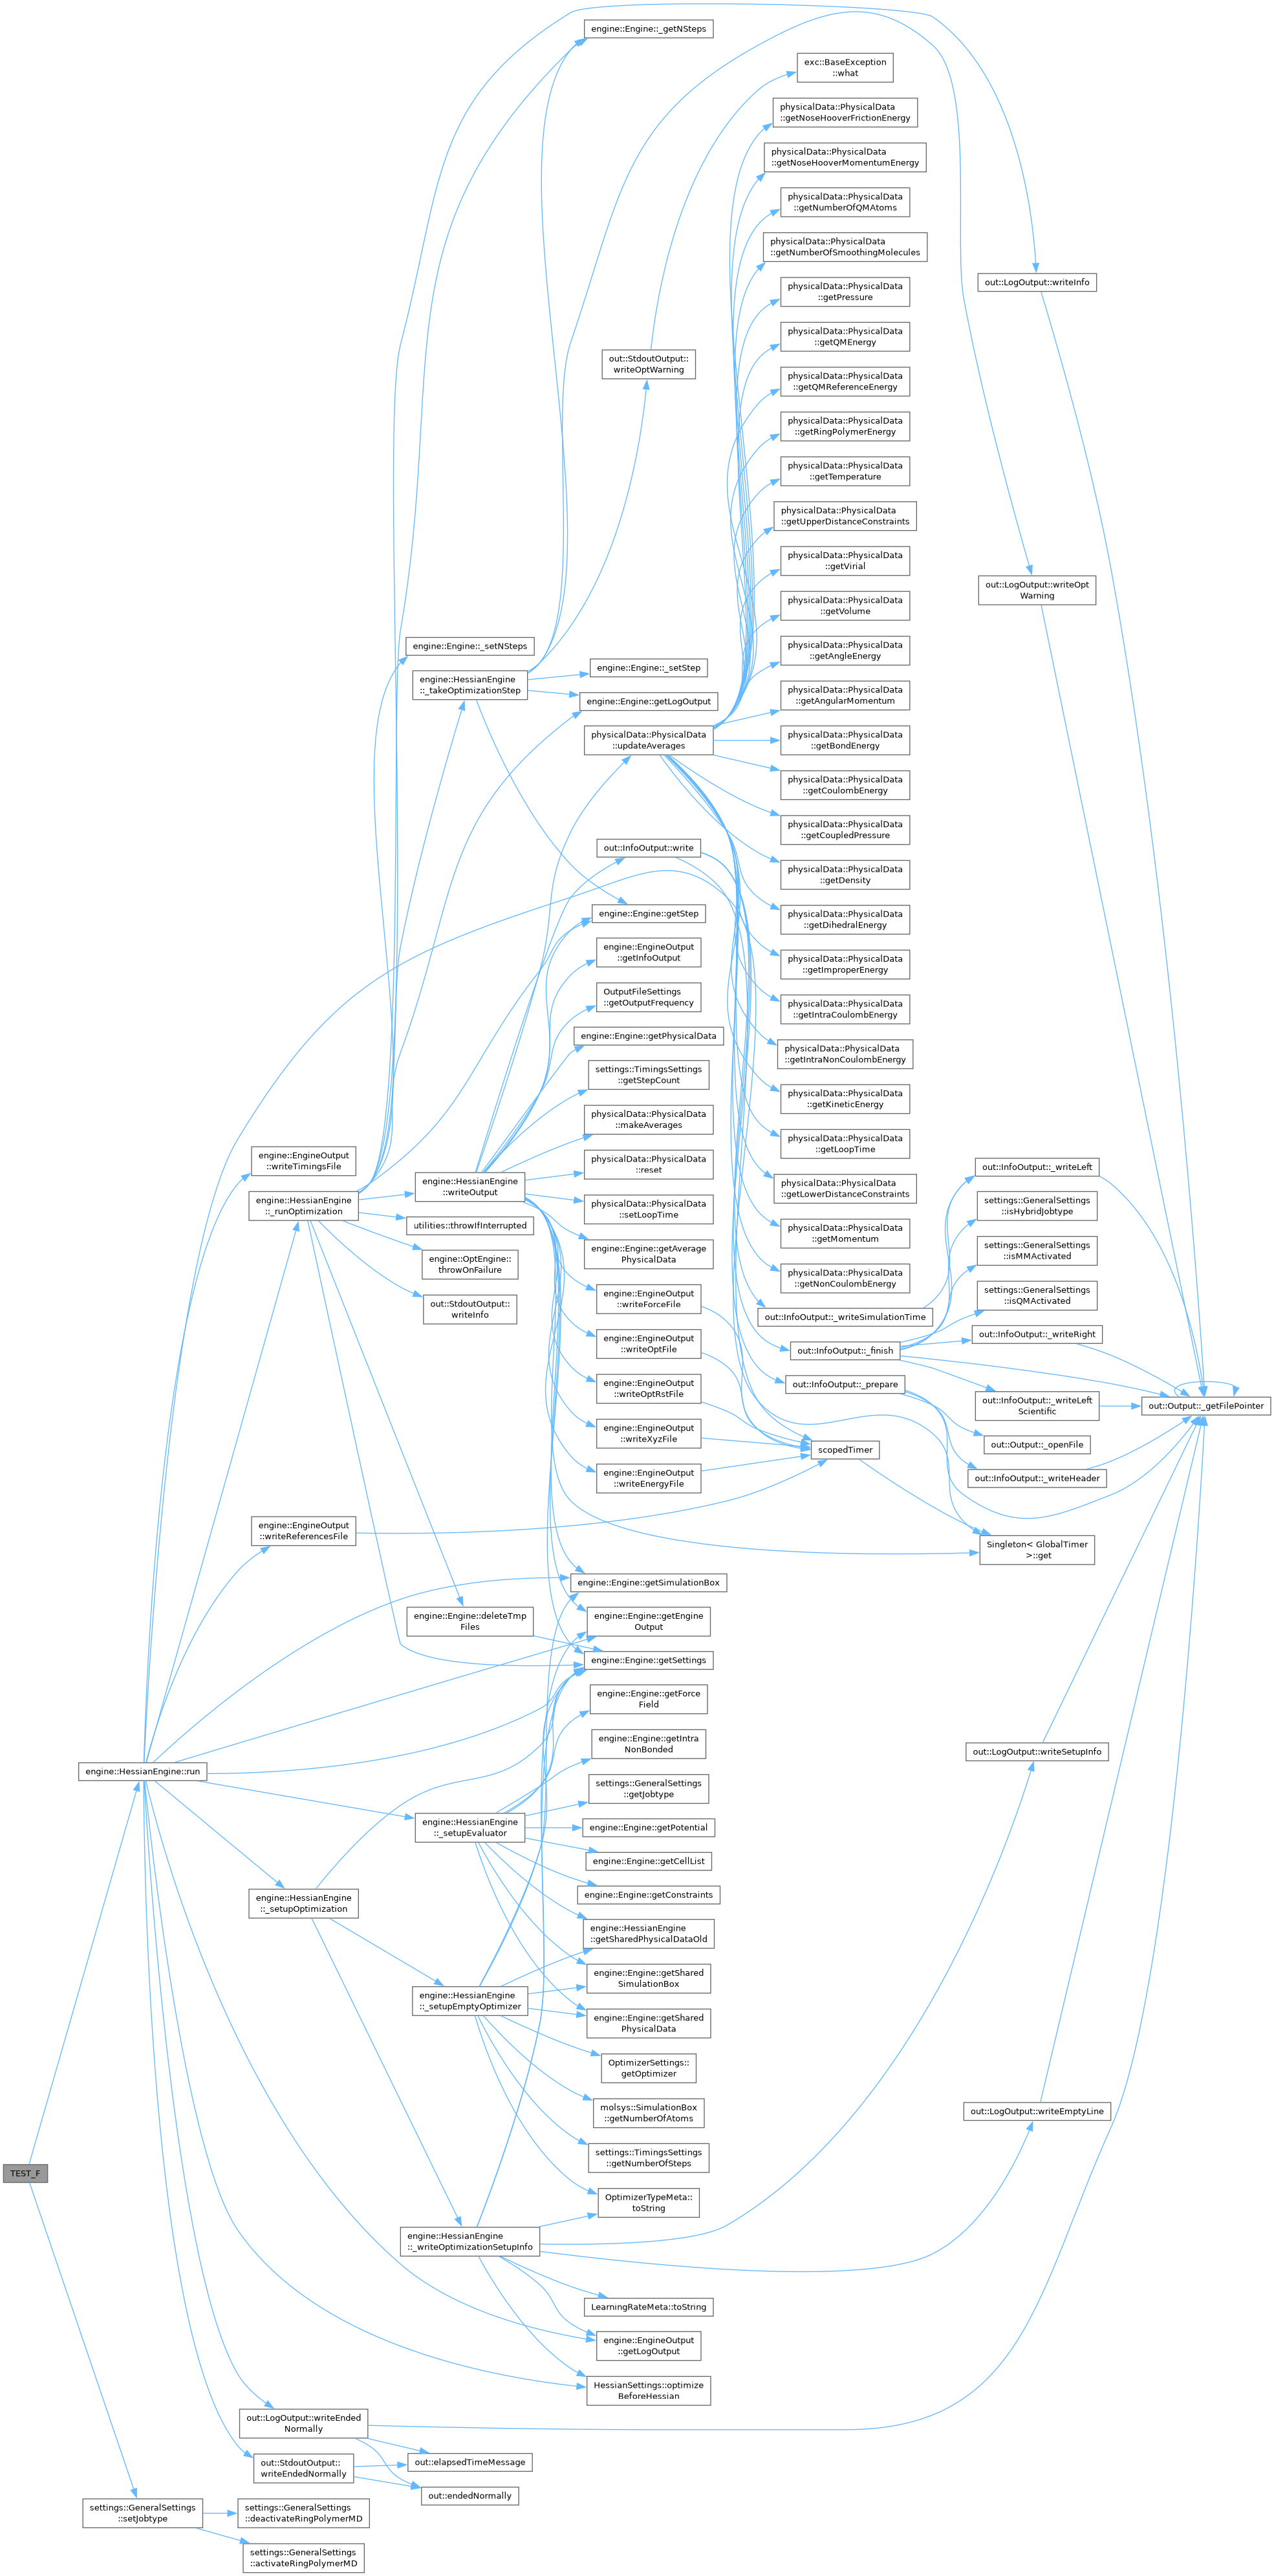 engine::Engine::_getNSteps
exc::BaseException
::what
physicalData::PhysicalData
::getNoseHooverFrictionEnergy
physicalData::PhysicalData
::getNoseHooverMomentumEnergy
physicalData::PhysicalData
::getNumberOfQMAtoms
physicalData::PhysicalData
::getNumberOfSmoothingMolecules
out::LogOutput::writeInfo
physicalData::PhysicalData
::getPressure
physicalData::PhysicalData
::getQMEnergy
out::StdoutOutput::
writeOptWarning
physicalData::PhysicalData
::getQMReferenceEnergy
physicalData::PhysicalData
::getRingPolymerEnergy
physicalData::PhysicalData
::getTemperature
physicalData::PhysicalData
::getUpperDistanceConstraints
physicalData::PhysicalData
::getVirial
out::LogOutput::writeOpt
Warning
physicalData::PhysicalData
::getVolume
engine::Engine::_setNSteps
physicalData::PhysicalData
::getAngleEnergy
engine::Engine::_setStep
engine::HessianEngine
::_takeOptimizationStep
physicalData::PhysicalData
::getAngularMomentum
engine::Engine::getLogOutput
physicalData::PhysicalData
::updateAverages
physicalData::PhysicalData
::getBondEnergy
physicalData::PhysicalData
::getCoulombEnergy
physicalData::PhysicalData
::getCoupledPressure
out::InfoOutput::write
physicalData::PhysicalData
::getDensity
engine::Engine::getStep
physicalData::PhysicalData
::getDihedralEnergy
engine::EngineOutput
::getInfoOutput
physicalData::PhysicalData
::getImproperEnergy
OutputFileSettings
::getOutputFrequency
physicalData::PhysicalData
::getIntraCoulombEnergy
engine::Engine::getPhysicalData
physicalData::PhysicalData
::getIntraNonCoulombEnergy
settings::TimingsSettings
::getStepCount
physicalData::PhysicalData
::getKineticEnergy
physicalData::PhysicalData
::makeAverages
physicalData::PhysicalData
::getLoopTime
engine::EngineOutput
::writeTimingsFile
physicalData::PhysicalData
::reset
out::InfoOutput::_writeLeft
engine::HessianEngine
::writeOutput
physicalData::PhysicalData
::getLowerDistanceConstraints
engine::HessianEngine
::_runOptimization
physicalData::PhysicalData
::setLoopTime
settings::GeneralSettings
::isHybridJobtype
utilities::throwIfInterrupted
physicalData::PhysicalData
::getMomentum
engine::Engine::getAverage
PhysicalData
settings::GeneralSettings
::isMMActivated
engine::OptEngine::
throwOnFailure
physicalData::PhysicalData
::getNonCoulombEnergy
engine::EngineOutput
::writeForceFile
settings::GeneralSettings
::isQMActivated
out::StdoutOutput::
writeInfo
out::InfoOutput::_writeSimulationTime
engine::EngineOutput
::writeOptFile
out::InfoOutput::_writeRight
out::InfoOutput::_finish
engine::EngineOutput
::writeOptRstFile
out::InfoOutput::_prepare
out::InfoOutput::_writeLeft
Scientific
out::Output::_getFilePointer
engine::EngineOutput
::writeXyzFile
out::Output::_openFile
scopedTimer
engine::EngineOutput
::writeEnergyFile
out::InfoOutput::_writeHeader
engine::EngineOutput
::writeReferencesFile
Singleton< GlobalTimer
>::get
engine::Engine::getSimulationBox
engine::Engine::deleteTmp
Files
engine::Engine::getEngine
Output
engine::Engine::getSettings
engine::Engine::getForce
Field
engine::Engine::getIntra
NonBonded
out::LogOutput::writeSetupInfo
engine::HessianEngine::run
settings::GeneralSettings
::getJobtype
engine::HessianEngine
::_setupEvaluator
engine::Engine::getPotential
engine::Engine::getCellList
engine::Engine::getConstraints
engine::HessianEngine
::_setupOptimization
engine::HessianEngine
::getSharedPhysicalDataOld
engine::Engine::getShared
SimulationBox
engine::HessianEngine
::_setupEmptyOptimizer
engine::Engine::getShared
PhysicalData
OptimizerSettings::
getOptimizer
molsys::SimulationBox
::getNumberOfAtoms
out::LogOutput::writeEmptyLine
settings::TimingsSettings
::getNumberOfSteps
TEST_F
OptimizerTypeMeta::
toString
engine::HessianEngine
::_writeOptimizationSetupInfo
LearningRateMeta::toString
engine::EngineOutput
::getLogOutput
HessianSettings::optimize
BeforeHessian
out::LogOutput::writeEnded
Normally
out::elapsedTimeMessage
out::StdoutOutput::
writeEndedNormally
out::endedNormally
settings::GeneralSettings
::setJobtype
settings::GeneralSettings
::deactivateRingPolymerMD
settings::GeneralSettings
::activateRingPolymerMD